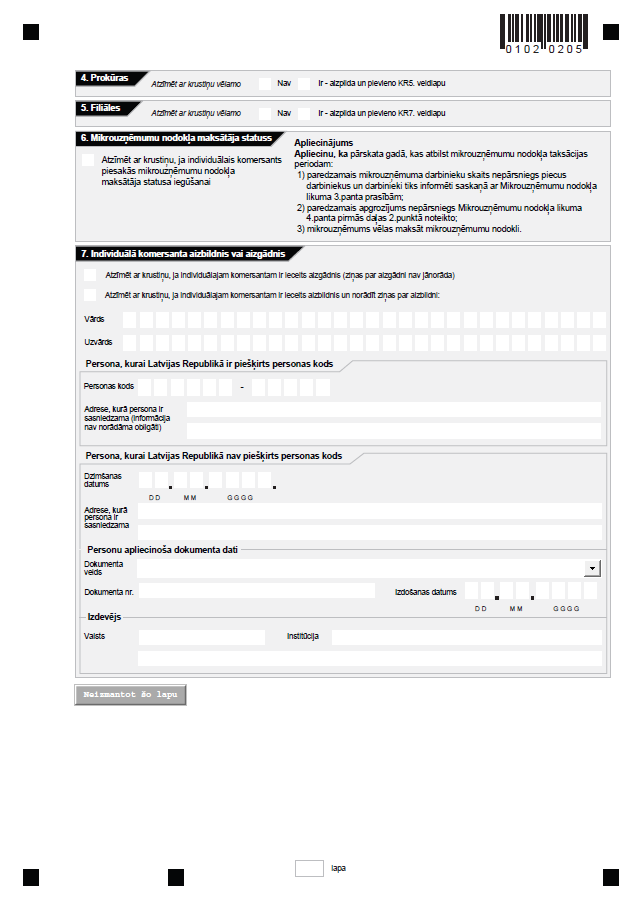 0102 0205
4. Prokūras
Atzīmēt ar krustiņu vēlamo Nav Ir - aizpilda un pievieno KR5. veidlapu
5. Filiāles
Atzīmēt ar krustiņu vēlamo Nav Ir - aizpilda un pievieno KR7. veidlapu
6. Mikrouzņēmumu nodokļa maksātāja statuss
Atzīmēt ar krustiņu, ja individuālais komersants
piesakās mikrouzņēmumu nodokļa
maksātāja statusa iegūšanai
Apliecinājums
Apliecinu, ka pārskata gadā, kas atbilst mikrouzņēmumu nodokļa taksācijas
periodam:
1) paredzamais mikrouzņēmuma darbinieku skaits nepārsniegs piecus
darbiniekus un darbinieki tiks informēti saskaņā ar Mikrouzņēmumu nodokļa
likuma 3.panta prasībām;
2) paredzamais apgrozījums nepārsniegs Mikrouzņēmumu nodokļa likuma
4.panta pirmās daļas 2.punktā noteikto;
3) mikrouzņēmums vēlas maksāt mikrouzņēmumu nodokli.
7. Individuālā komersanta aizbildnis vai aizgādnis
Atzīmēt ar krustiņu, ja individuālajam komersantam ir iecelts aizgādnis (ziņas par aizgādni nav jānorāda)
Atzīmēt ar krustiņu, ja individuālajam komersantam ir iecelts aizbildnis un norādīt ziņas par aizbildni:
Vārds
Uzvārds
Persona, kurai Latvijas Republikā ir piešķirts personas kods
Personas kods -
Adrese, kurā persona ir
sasniedzama (informācija
nav norādāma obligāti)
Persona, kurai Latvijas Republikā nav piešķirts personas kods
Dzimšanas
datums
. . .
D D M M G G G G
Adrese, kurā
persona ir
sasniedzama
Personu apliecinoša dokumenta dati
Dokumenta
veids
Dokumenta nr. Izdošanas datums . .
D D M M G G G G
Izdevējs
Valsts Institūcija
Neizmantot šo lapu
lapa